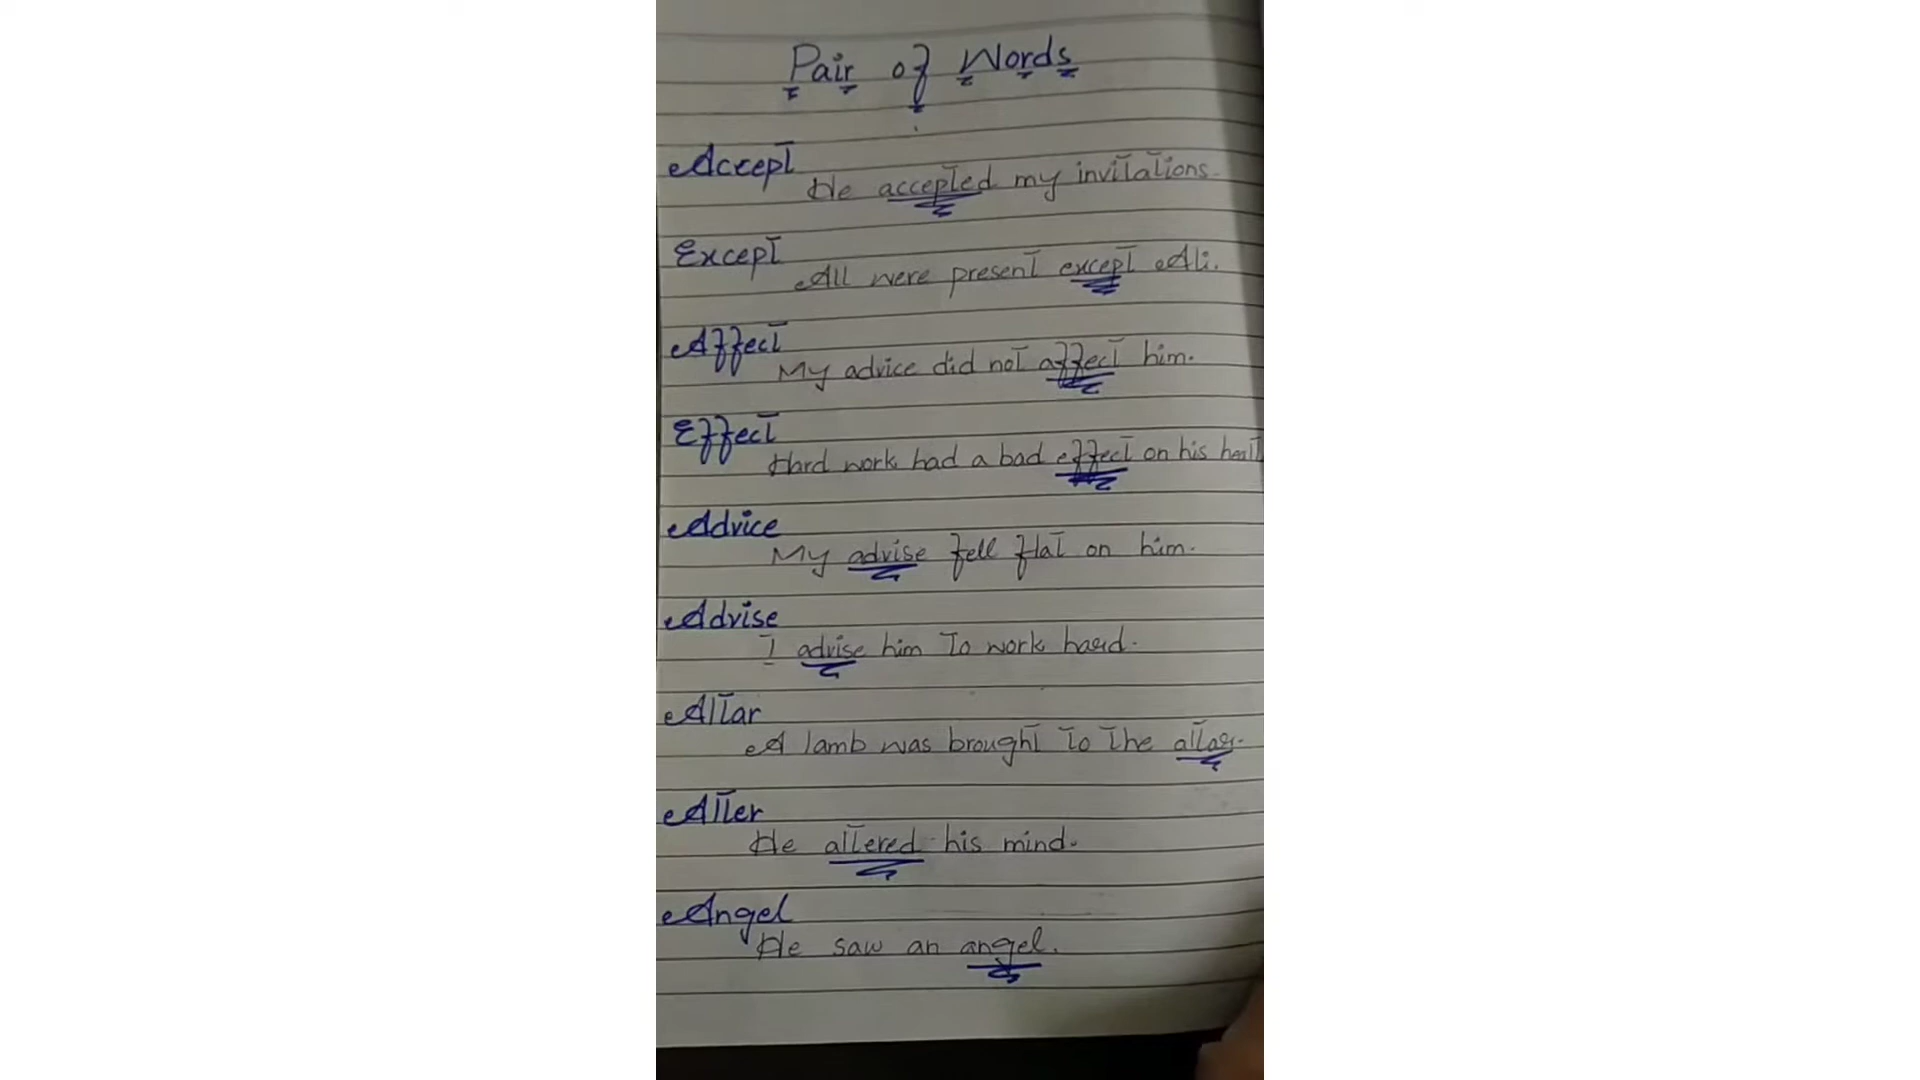 Pair of Words
Accept
He accepted my invitations.
Except
All were present except Ali.
Affect
My advice did not affect him.
Effect
Hard work had a bad effect on his healt
Advice
My advise fell flat on him.
Advise
I advise him to work hard.
Altar
A lamb was brought to the altar.
Alter
He altered his mind.
Angel
He saw an angel.